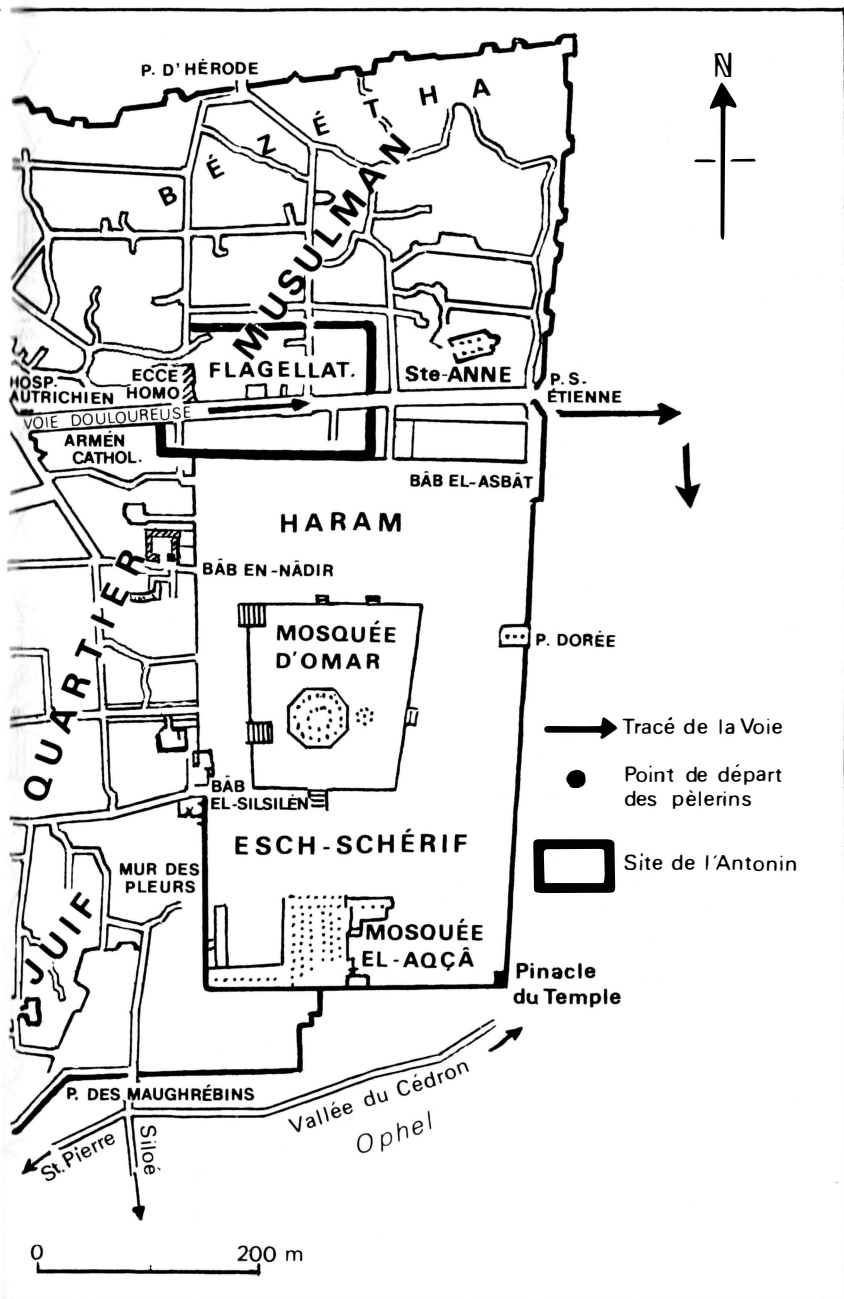 P. D'HÉRODE
N
BÉZÉTHA
MUSULMAN
FLAGELLAT.
Ste-ANNE
ECCE
HOMO
HOSP.
AUTRICHIEN
P. S-
ÉTIENNE
VOIE DOULOUREUSE
ARMÉN
CATHOL.
BÂB EL-ASBÂT
HARAM
BÂB EN-NÂDIR
QUARTIER
MOSQUÉE
D'OMAR
P. DORÉE
Tracé de la Voie
Point de départ
des pèlerins
BÂB
EL-SILSILÉN
ESCH-SCHÉRIF
Site de l'Antonin
MUR DES
PLEURS
JUIF
MOSQUÉE
EL-AQÇÂ
Pinacle
du Temple
P. DES MAUGHRÉBINS
Vallée du Cédron
Ophel
St. Pierre
Siloé
0 200 m